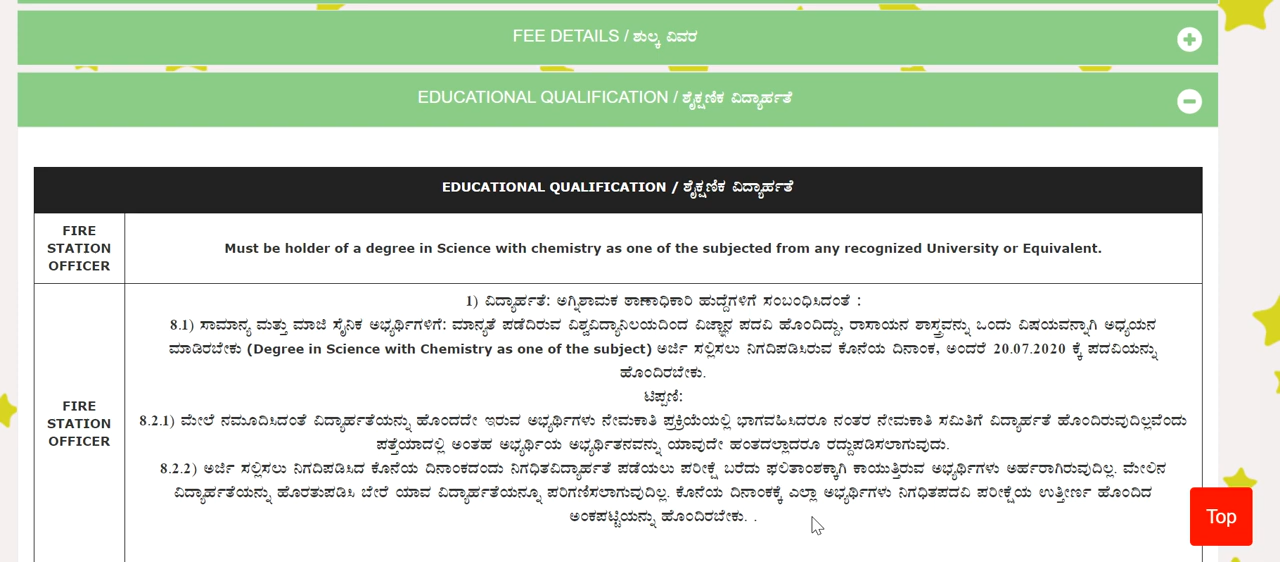 FEE DETAILS / ಶುಲ್ಕ ವಿವರ
EDUCATIONAL QUALIFICATION / ಶೈಕ್ಷಣಿಕ ವಿದ್ಯಾರ್ಹತೆ
EDUCATIONAL QUALIFICATION / ಶೈಕ್ಷಣಿಕ ವಿದ್ಯಾರ್ಹತೆ
FIRE
STATION
OFFICER
Must be holder of a degree in Science with chemistry as one of the subjected from any recognized University or Equivalent.
FIRE
STATION
OFFICER
1) ವಿದ್ಯಾರ್ಹತೆ: ಅಗ್ನಿಶಾಮಕ ಠಾಣಾಧಿಕಾರಿ ಹುದ್ದೆಗಳಿಗೆ ಸಂಬಂಧಿಸಿದಂತೆ :
8.1) ಸಾಮಾನ್ಯ ಮತ್ತು ಮಾಜಿ ಸೈನಿಕ ಅಭ್ಯರ್ಥಿಗಳಿಗೆ: ಮಾನ್ಯತೆ ಪಡೆದಿರುವ ವಿಶ್ವವಿದ್ಯಾನಿಲಯದಿಂದ ವಿಜ್ಞಾನ ಪದವಿ ಹೊಂದಿದ್ದು, ರಾಸಾಯನ ಶಾಸ್ತ್ರವನ್ನು ಒಂದು ವಿಷಯವನ್ನಾಗಿ ಅಧ್ಯಯನ
ಮಾಡಿರಬೇಕು (Degree in Science with Chemistry as one of the subject) ಅರ್ಜಿ ಸಲ್ಲಿಸಲು ನಿಗದಿಪಡಿಸಿರುವ ಕೊನೆಯ ದಿನಾಂಕ, ಅಂದರೆ 20.07.2020 ಕ್ಕೆ ಪದವಿಯನ್ನು
ಹೊಂದಿರಬೇಕು.
ಟಿಪ್ಪಣಿ:
8.2.1) ಮೇಲೆ ನಮೂದಿಸಿದಂತೆ ವಿದ್ಯಾರ್ಹತೆಯನ್ನು ಹೊಂದದೇ ಇರುವ ಅಭ್ಯರ್ಥಿಗಳು ನೇಮಕಾತಿ ಪ್ರಕ್ರಿಯೆಯಲ್ಲಿ ಭಾಗವಹಿಸಿದರೂ ನಂತರ ನೇಮಕಾತಿ ಸಮಿತಿಗೆ ವಿದ್ಯಾರ್ಹತೆ ಹೊಂದಿರುವುದಿಲ್ಲವೆಂದು
ಪತ್ತೆಯಾದಲ್ಲಿ ಅಂತಹ ಅಭ್ಯರ್ಥಿಯ ಅಭ್ಯರ್ಥಿತನವನ್ನು ಯಾವುದೇ ಹಂತದಲ್ಲಾದರೂ ರದ್ದುಪಡಿಸಲಾಗುವುದು.
8.2.2) ಅರ್ಜಿ ಸಲ್ಲಿಸಲು ನಿಗದಿಪಡಿಸಿದ ಕೊನೆಯ ದಿನಾಂಕದಂದು ನಿಗಧಿತವಿದ್ಯಾರ್ಹತೆ ಪಡೆಯಲು ಪರೀಕ್ಷೆ ಬರೆದು ಫಲಿತಾಂಶಕ್ಕಾಗಿ ಕಾಯುತ್ತಿರುವ ಅಭ್ಯರ್ಥಿಗಳು ಅರ್ಹರಾಗಿರುವುದಿಲ್ಲ. ಮೇಲಿನ
ವಿದ್ಯಾರ್ಹತೆಯನ್ನು ಹೊರತುಪಡಿಸಿ ಬೇರೆ ಯಾವ ವಿದ್ಯಾರ್ಹತೆಯನ್ನೂ ಪರಿಗಣಿಸಲಾಗುವುದಿಲ್ಲ. ಕೊನೆಯ ದಿನಾಂಕಕ್ಕೆ ಎಲ್ಲಾ ಅಭ್ಯರ್ಥಿಗಳು ನಿಗಧಿತಪದವಿ ಪರೀಕ್ಷೆಯ ಉತ್ತೀರ್ಣ ಹೊಂದಿದ
ಅಂಕಪಟ್ಟಿಯನ್ನು ಹೊಂದಿರಬೇಕು. .
Top